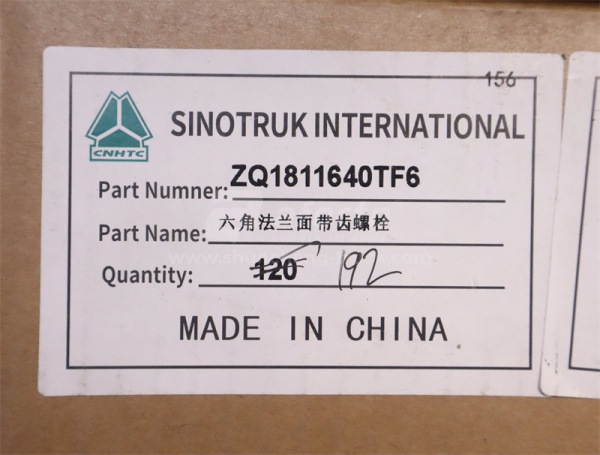 156
SINOTRUK INTERNATIONAL
CNHTC
Part Numner: ZQ1811640TF6
Part Name: 六角法兰面带齿螺栓
Quantity: 120 192
MADE IN CHINA